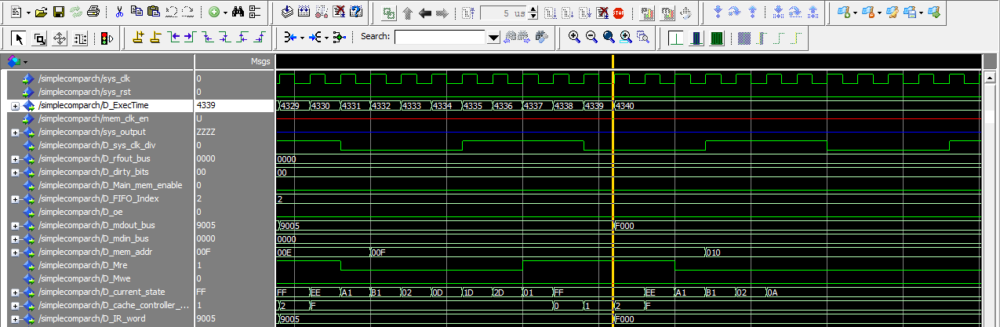 5 us
Search:
Msgs
/simplecomparch/sys_clk 0
/simplecomparch/sys_rst 0
/simplecomparch/D_ExecTime 4339 4329 4330 4331 4332 4333 4334 4335 4336 4337 4338 4339 4340
/simplecomparch/mem_clk_en U
/simplecomparch/sys_output ZZZZ
/simplecomparch/D_sys_clk_div 0
/simplecomparch/D_rfout_bus 0000 0000
/simplecomparch/D_dirty_bits 00 00
/simplecomparch/D_Main_mem_enable 0
/simplecomparch/D_FIFO_Index 2 2
/simplecomparch/D_oe 0
/simplecomparch/D_mdout_bus 9005 9005 F000
/simplecomparch/D_mdin_bus 0000 0000
/simplecomparch/D_mem_addr 00F 00E 00F 010
/simplecomparch/D_Mre 1
/simplecomparch/D_Mwe 0
/simplecomparch/D_current_state FF FF EE A1 B1 02 0D 1D 2D 01 FF EE A1 B1 02 0A
/simplecomparch/D_cache_controller_... 1 2 F 0 1 2 F
/simplecomparch/D_IR_word 9005 9005 F000